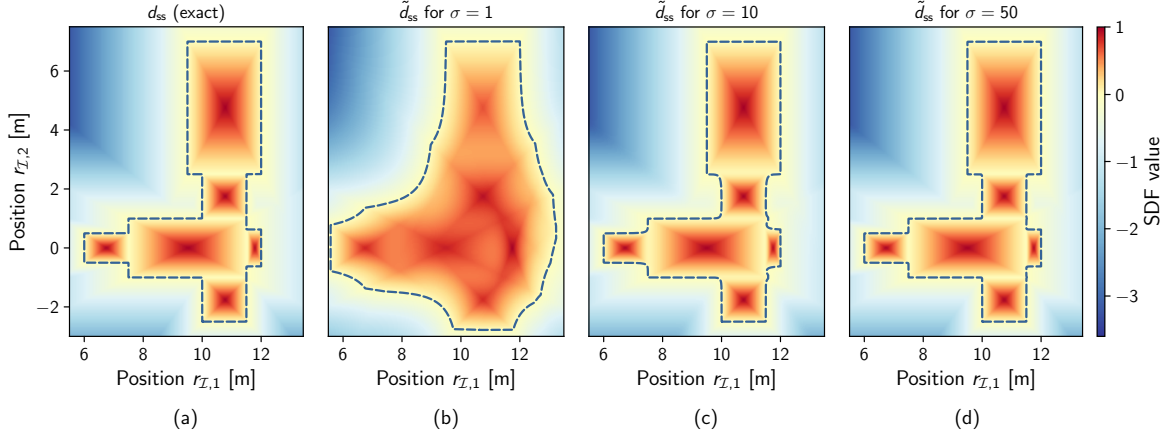 d_ss (exact)
d̃_ss for σ = 1
d̃_ss for σ = 10
d̃_ss for σ = 50
Position r_ℐ,2 [m]
6
4
2
0
−2
6 8 10 12
6 8 10 12
6 8 10 12
6 8 10 12
Position r_ℐ,1 [m]
Position r_ℐ,1 [m]
Position r_ℐ,1 [m]
Position r_ℐ,1 [m]
1
0
−1
−2
−3
SDF value
(a)
(b)
(c)
(d)